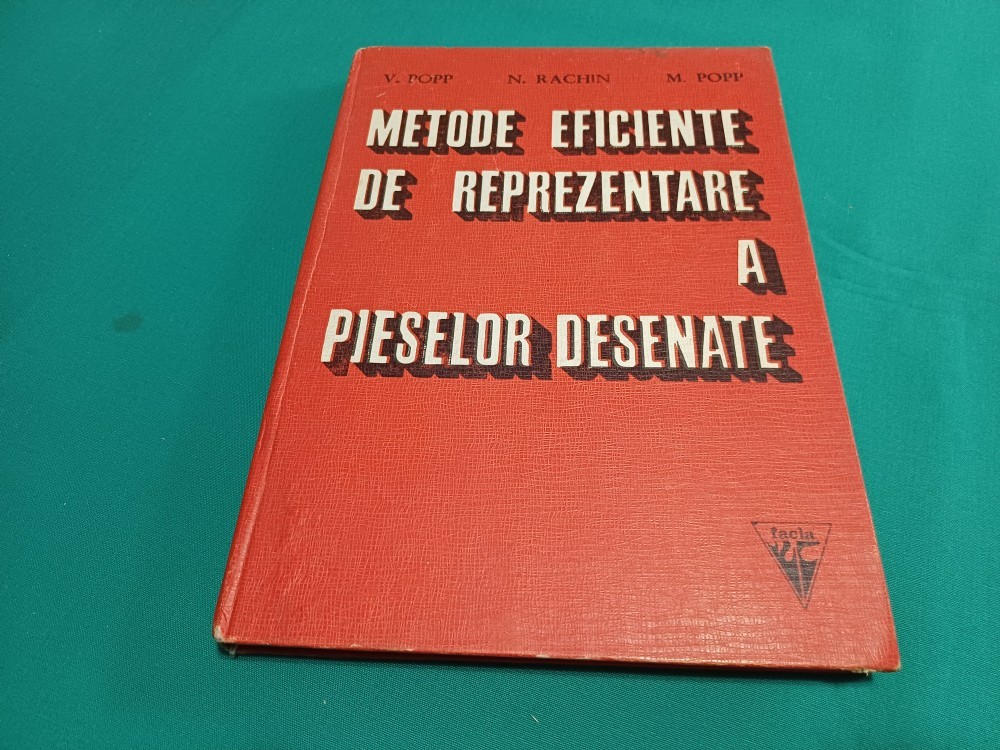 V. POPP N. RACHIN M. POPP
METODE EFICIENTE
DE REPREZENTARE
A
PIESELOR DESENATE
facla